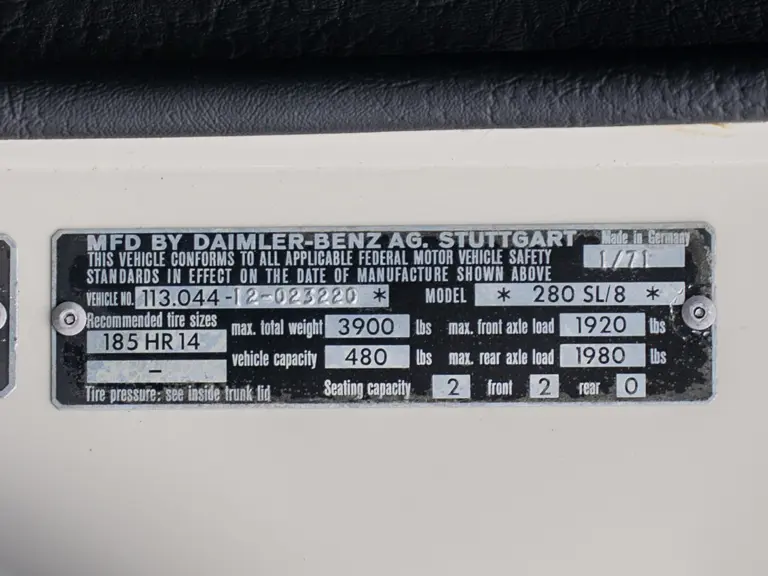 MFD BY DAIMLER-BENZ AG. STUTTGART Made in Germany
THIS VEHICLE CONFORMS TO ALL APPLICABLE FEDERAL MOTOR VEHICLE SAFETY 1/71
STANDARDS IN EFFECT ON THE DATE OF MANUFACTURE SHOWN ABOVE
VEHICLE NO. 113.044-12-023220 * MODEL * 280 SL/8 *
Recommended tire sizes max. total weight 3900 lbs max. front axle load 1920 lbs
185 HR 14 vehicle capacity 480 lbs max. rear axle load 1980 lbs
–
Tire pressure: see inside trunk lid Seating capacity 2 front 2 rear 0